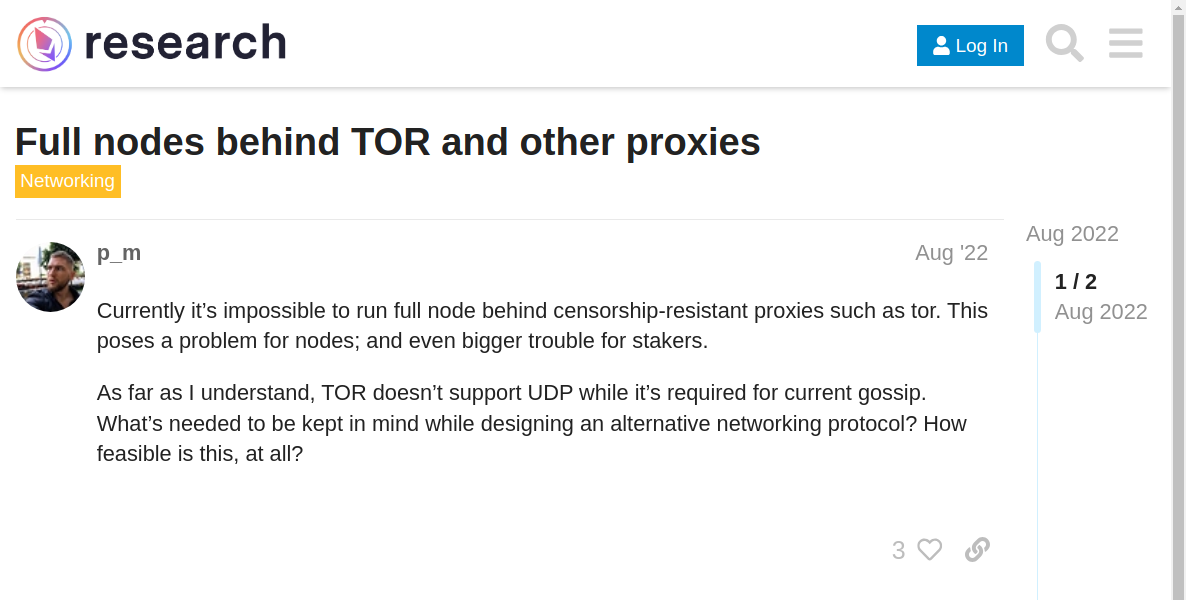 research
Log In
Full nodes behind TOR and other proxies
Networking
p_m
Aug '22
Currently it’s impossible to run full node behind censorship-resistant proxies such as tor. This
poses a problem for nodes; and even bigger trouble for stakers.
As far as I understand, TOR doesn’t support UDP while it’s required for current gossip.
What’s needed to be kept in mind while designing an alternative networking protocol? How
feasible is this, at all?
3
Aug 2022
1 / 2
Aug 2022